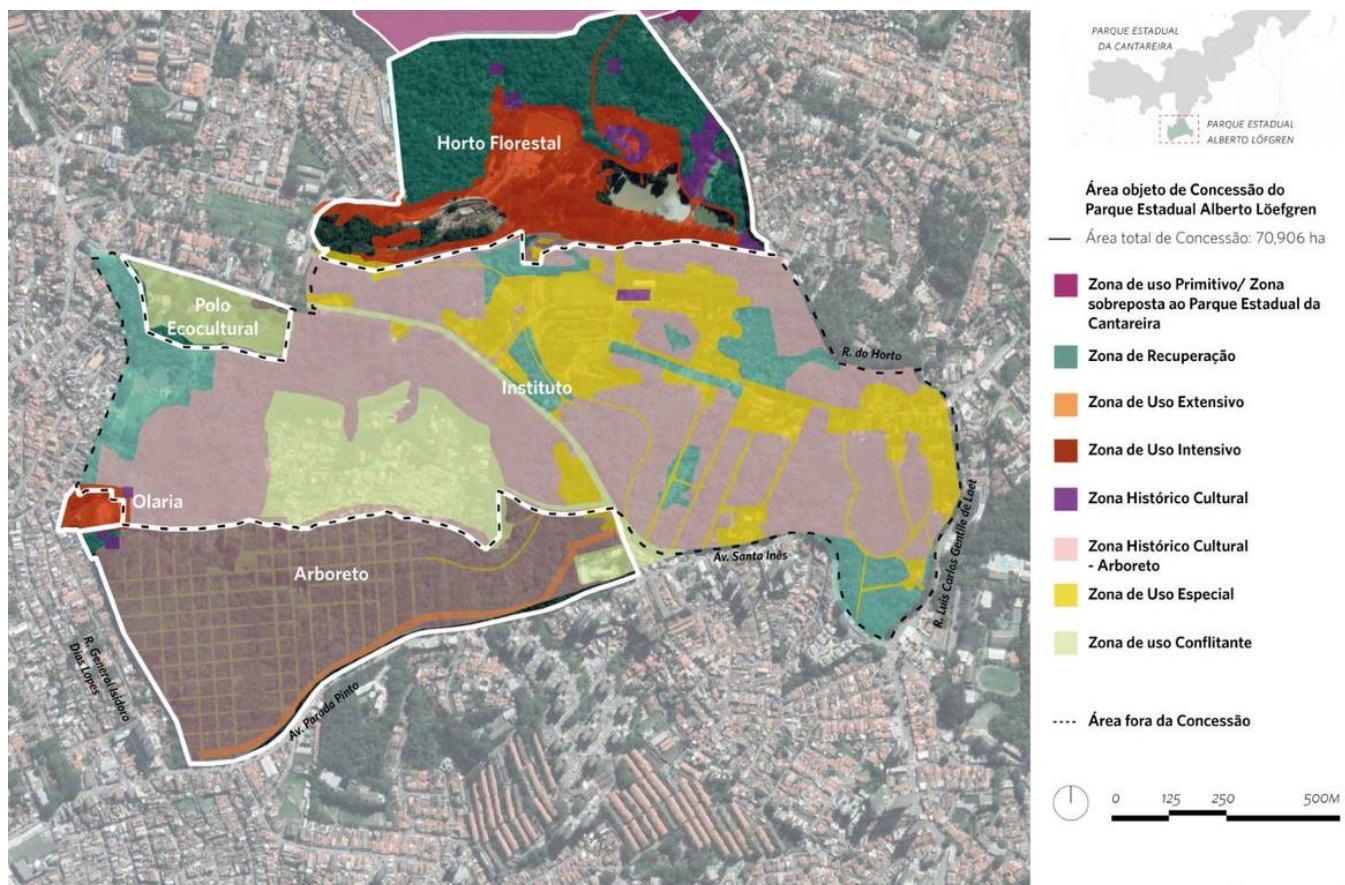 Horto Florestal
Polo
Ecocultural
Instituto
R. do Horto
Olaria
Arboreto
Av. Santa Inês
R. Luis Carlos Gentile de Laet
R. General Isidoro
Dias Lopes
Av. Parada Pinto
PARQUE ESTADUAL
DA CANTAREIRA
PARQUE ESTADUAL
ALBERTO LÖFGREN
Área objeto de Concessão do
Parque Estadual Alberto Löefgren
Área total de Concessão: 70,906 ha
Zona de uso Primitivo/ Zona
sobreposta ao Parque Estadual da
Cantareira
Zona de Recuperação
Zona de Uso Extensivo
Zona de Uso Intensivo
Zona Histórico Cultural
Zona Histórico Cultural
- Arboreto
Zona de Uso Especial
Zona de uso Conflitante
Área fora da Concessão
0 125 250 500M